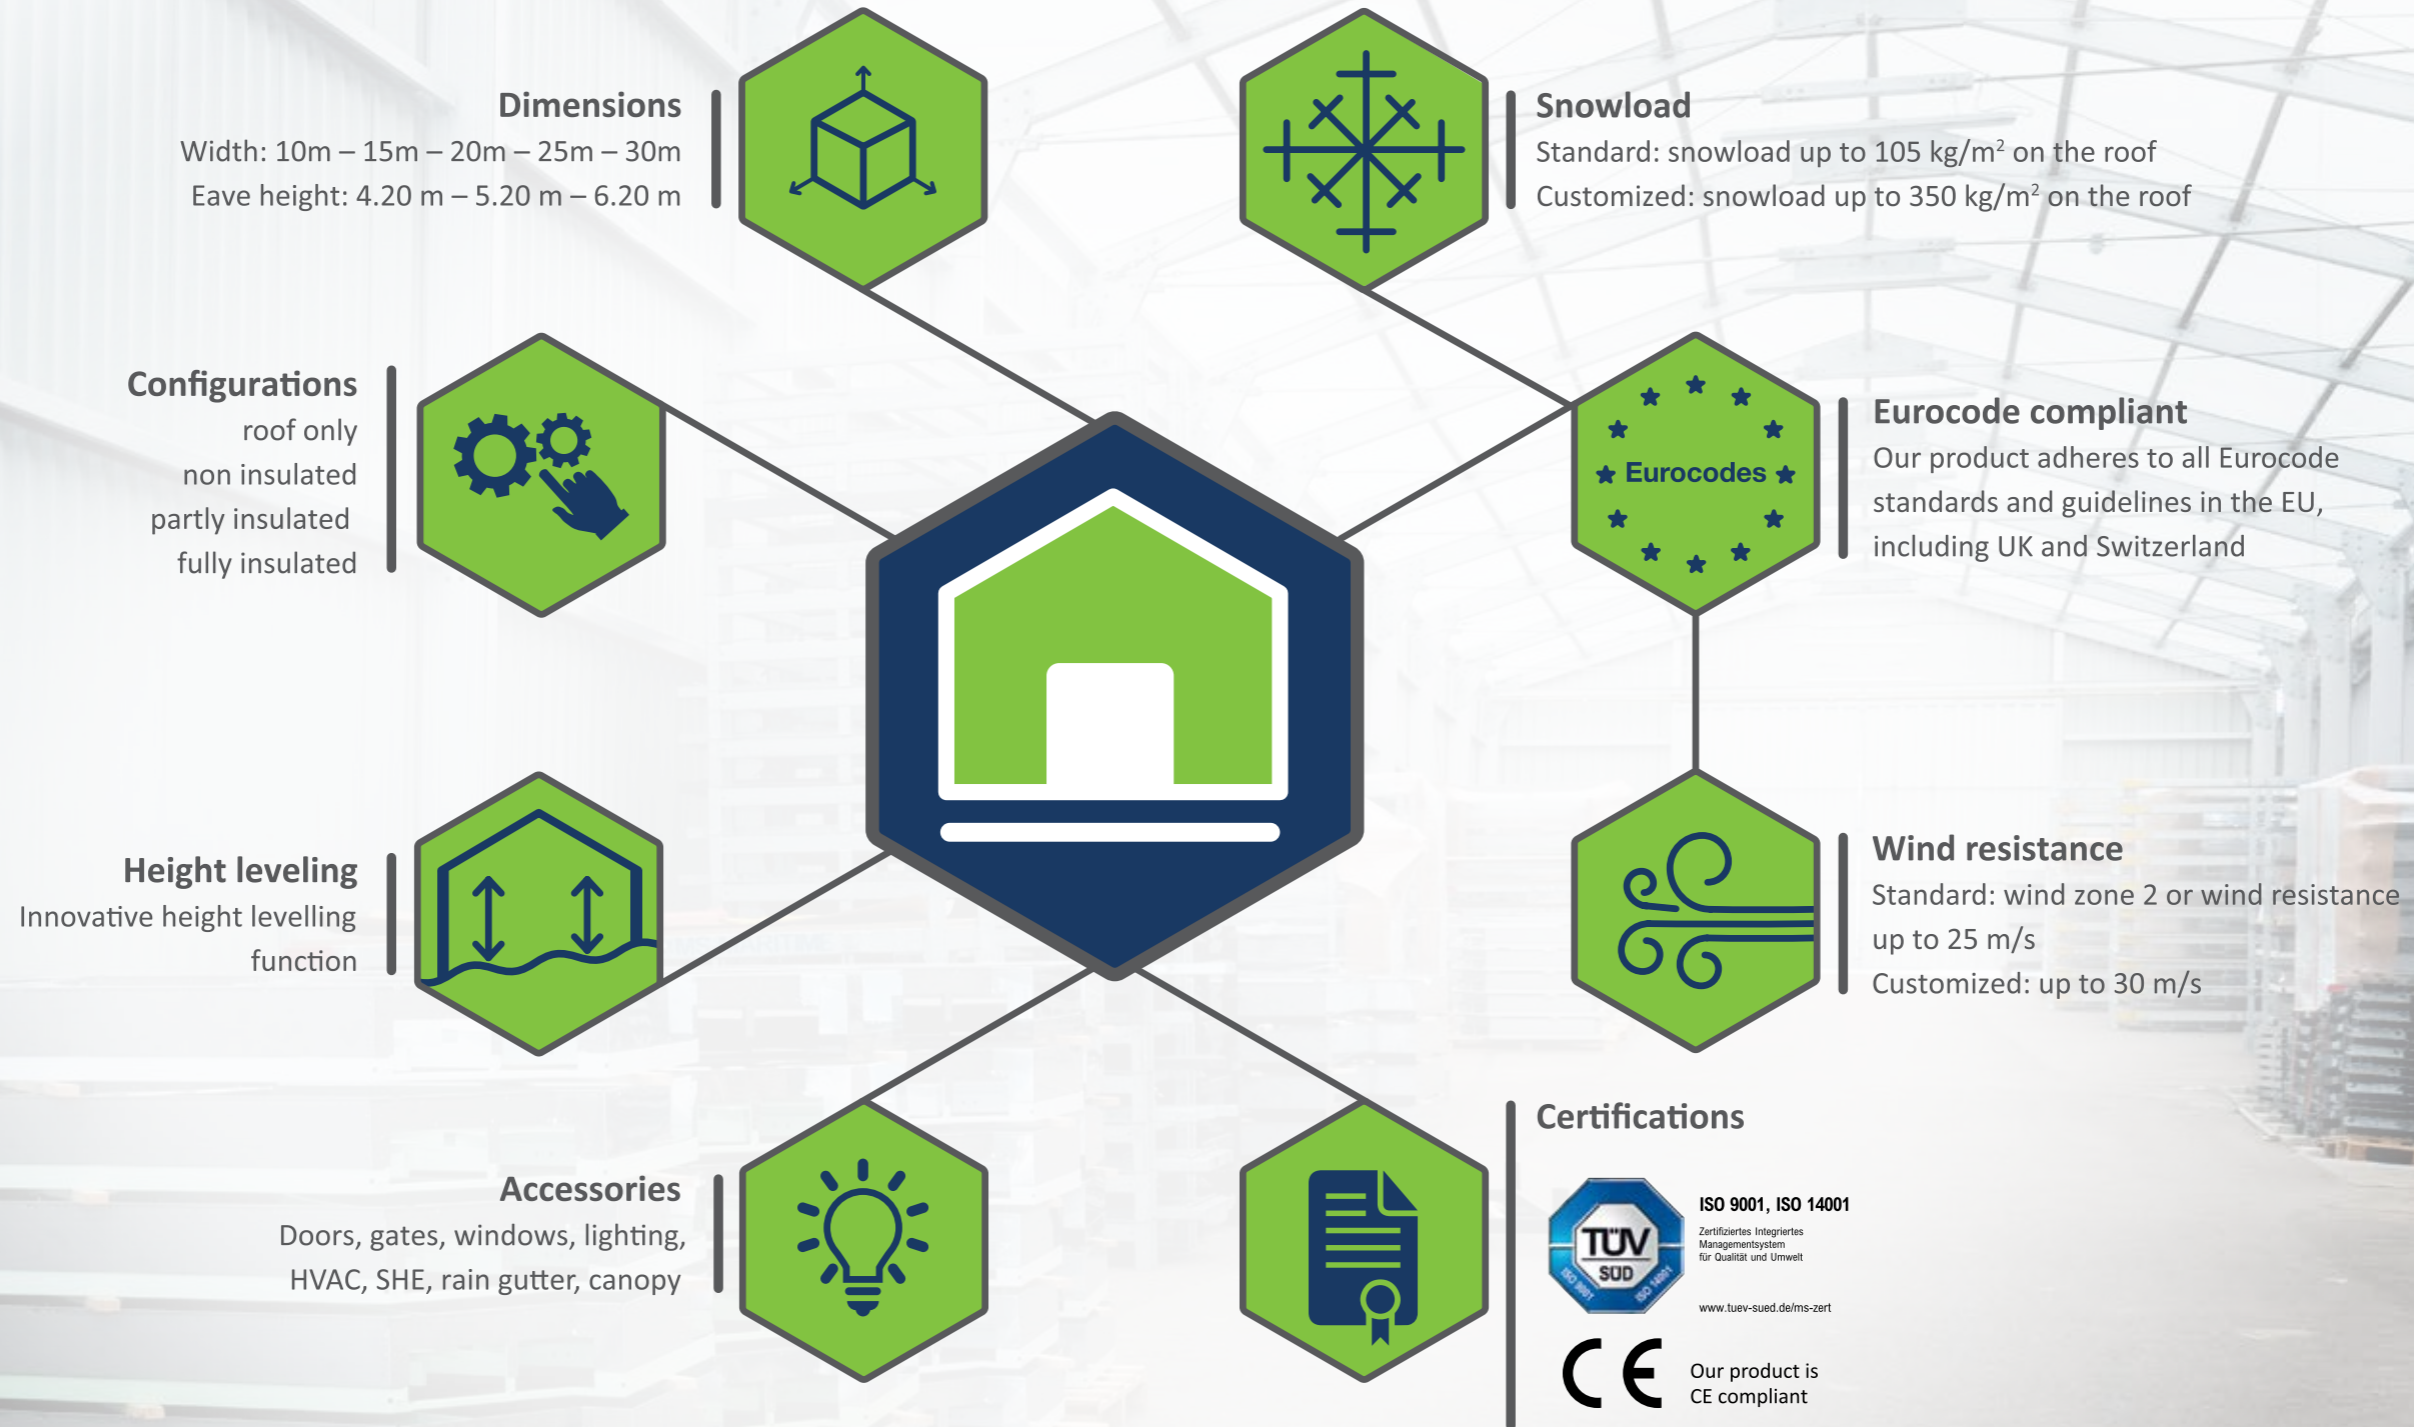 Dimensions
Width: 10m – 15m – 20m – 25m – 30m
Eave height: 4.20 m – 5.20 m – 6.20 m
Snowload
Standard: snowload up to 105 kg/m² on the roof
Customized: snowload up to 350 kg/m² on the roof
Configurations
roof only
non insulated
partly insulated
fully insulated
Eurocodes
Eurocode compliant
Our product adheres to all Eurocode
standards and guidelines in the EU,
including UK and Switzerland
Height leveling
Innovative height levelling
function
Wind resistance
Standard: wind zone 2 or wind resistance
up to 25 m/s
Customized: up to 30 m/s
Accessories
Doors, gates, windows, lighting,
HVAC, SHE, rain gutter, canopy
Certifications
TÜV
SÜD
ISO 9001
ISO 14001
ISO 9001, ISO 14001
Zertifiziertes Integriertes
Managementsystem
für Qualität und Umwelt
www.tuev-sued.de/ms-zert
CE
Our product is
CE compliant